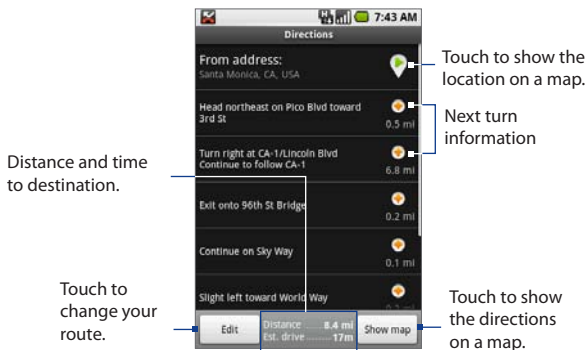 7:43 AM
Directions
From address:
Santa Monica, CA, USA
Touch to show the
location on a map.
Head northeast on Pico Blvd toward
3rd St
0.5 mi
Next turn
information
Turn right at CA-1/Lincoln Blvd
Continue to follow CA-1
6.8 mi
Distance and time
to destination.
Exit onto 96th St Bridge
0.2 mi
Continue on Sky Way
0.1 mi
Slight left toward World Way
Touch to
change your
route.
Edit
Distance ...... 8.4 mi
Est. drive ....... 17m
Show map
Touch to show
the directions
on a map.